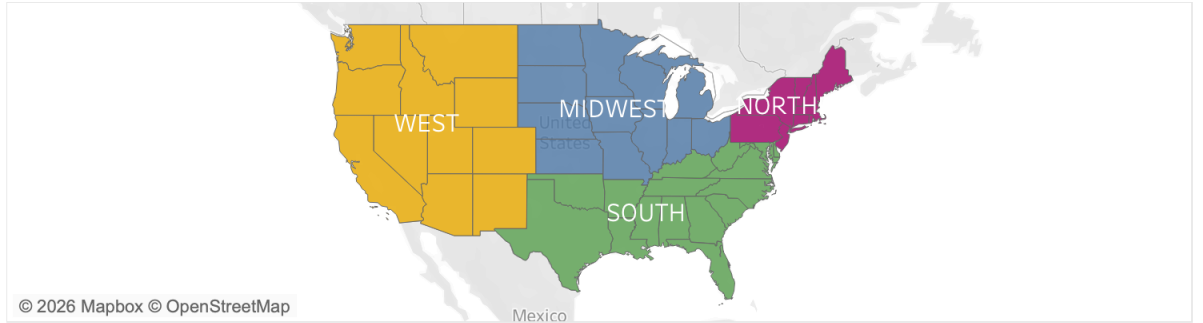 WEST
MIDWEST
NORTH
United
States
SOUTH
Mexico
© 2026 Mapbox © OpenStreetMap